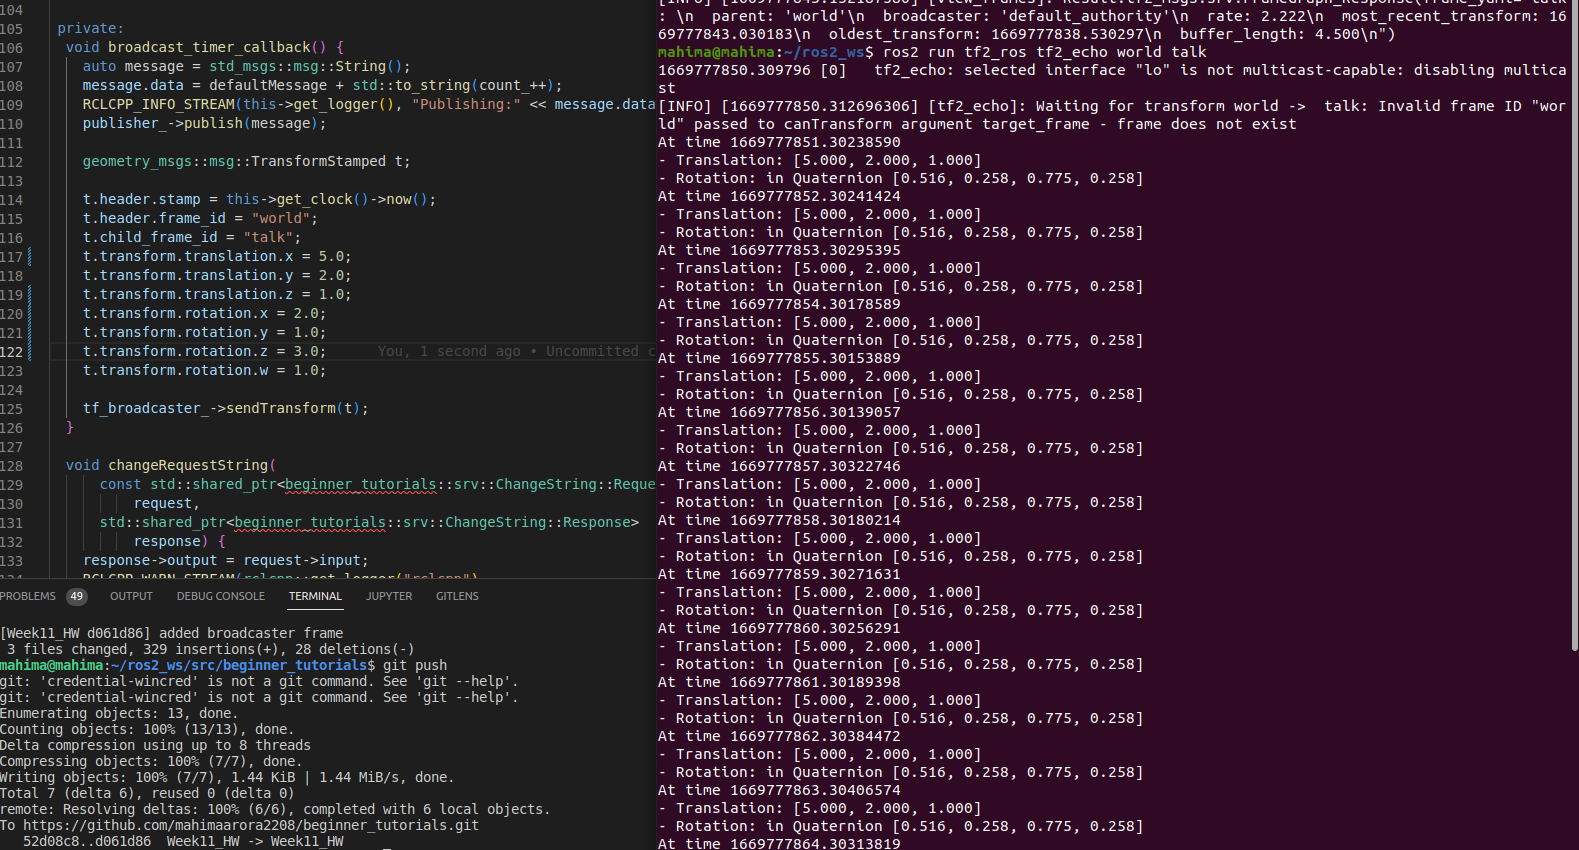 104
105 private:
106 void broadcast_timer_callback() {
107 auto message = std_msgs::msg::String();
108 message.data = defaultMessage + std::to_string(count_++);
109 RCLCPP_INFO_STREAM(this->get_logger(), "Publishing:" << message.data
110 publisher_->publish(message);
111
112 geometry_msgs::msg::TransformStamped t;
113
114 t.header.stamp = this->get_clock()->now();
115 t.header.frame_id = "world";
116 t.child_frame_id = "talk";
117 t.transform.translation.x = 5.0;
118 t.transform.translation.y = 2.0;
119 t.transform.translation.z = 1.0;
120 t.transform.rotation.x = 2.0;
121 t.transform.rotation.y = 1.0;
122 t.transform.rotation.z = 3.0; You, 1 second ago • Uncommitted c
123 t.transform.rotation.w = 1.0;
124
125 tf_broadcaster_->sendTransform(t);
126 }
127
128 void changeRequestString(
129 const std::shared_ptr<beginner_tutorials::srv::ChangeString::Reque
130 request,
131 std::shared_ptr<beginner_tutorials::srv::ChangeString::Response>
132 response) {
133 response->output = request->input;
134 RCLCPP_WARN_STREAM(rclcpp::get_logger("rclcpp"),
PROBLEMS 49 OUTPUT DEBUG CONSOLE TERMINAL JUPYTER GITLENS
[Week11_HW d061d86] added broadcaster frame
3 files changed, 329 insertions(+), 28 deletions(-)
mahima@mahima:~/ros2_ws/src/beginner_tutorials$ git push
git: 'credential-wincred' is not a git command. See 'git --help'.
git: 'credential-wincred' is not a git command. See 'git --help'.
Enumerating objects: 13, done.
Counting objects: 100% (13/13), done.
Delta compression using up to 8 threads
Compressing objects: 100% (7/7), done.
Writing objects: 100% (7/7), 1.44 KiB | 1.44 MiB/s, done.
Total 7 (delta 6), reused 0 (delta 0)
remote: Resolving deltas: 100% (6/6), completed with 6 local objects.
To https://github.com/mahimaarora2208/beginner_tutorials.git
52d08c8..d061d86 Week11_HW -> Week11_HW
: \n parent: 'world'\n broadcaster: 'default_authority'\n rate: 2.222\n most_recent_transform: 16
69777843.030183\n oldest_transform: 1669777838.530297\n buffer_length: 4.500\n")
mahima@mahima:~/ros2_ws$ ros2 run tf2_ros tf2_echo world talk
1669777850.309796 [0] tf2_echo: selected interface "lo" is not multicast-capable: disabling multica
st
[INFO] [1669777850.312696306] [tf2_echo]: Waiting for transform world -> talk: Invalid frame ID "wor
ld" passed to canTransform argument target_frame - frame does not exist
At time 1669777851.30238590
- Translation: [5.000, 2.000, 1.000]
- Rotation: in Quaternion [0.516, 0.258, 0.775, 0.258]
At time 1669777852.30241424
- Translation: [5.000, 2.000, 1.000]
- Rotation: in Quaternion [0.516, 0.258, 0.775, 0.258]
At time 1669777853.30295395
- Translation: [5.000, 2.000, 1.000]
- Rotation: in Quaternion [0.516, 0.258, 0.775, 0.258]
At time 1669777854.30178589
- Translation: [5.000, 2.000, 1.000]
- Rotation: in Quaternion [0.516, 0.258, 0.775, 0.258]
At time 1669777855.30153889
- Translation: [5.000, 2.000, 1.000]
- Rotation: in Quaternion [0.516, 0.258, 0.775, 0.258]
At time 1669777856.30139057
- Translation: [5.000, 2.000, 1.000]
- Rotation: in Quaternion [0.516, 0.258, 0.775, 0.258]
At time 1669777857.30322746
- Translation: [5.000, 2.000, 1.000]
- Rotation: in Quaternion [0.516, 0.258, 0.775, 0.258]
At time 1669777858.30180214
- Translation: [5.000, 2.000, 1.000]
- Rotation: in Quaternion [0.516, 0.258, 0.775, 0.258]
At time 1669777859.30271631
- Translation: [5.000, 2.000, 1.000]
- Rotation: in Quaternion [0.516, 0.258, 0.775, 0.258]
At time 1669777860.30256291
- Translation: [5.000, 2.000, 1.000]
- Rotation: in Quaternion [0.516, 0.258, 0.775, 0.258]
At time 1669777861.30189398
- Translation: [5.000, 2.000, 1.000]
- Rotation: in Quaternion [0.516, 0.258, 0.775, 0.258]
At time 1669777862.30384472
- Translation: [5.000, 2.000, 1.000]
- Rotation: in Quaternion [0.516, 0.258, 0.775, 0.258]
At time 1669777863.30406574
- Translation: [5.000, 2.000, 1.000]
- Rotation: in Quaternion [0.516, 0.258, 0.775, 0.258]
At time 1669777864.30313819